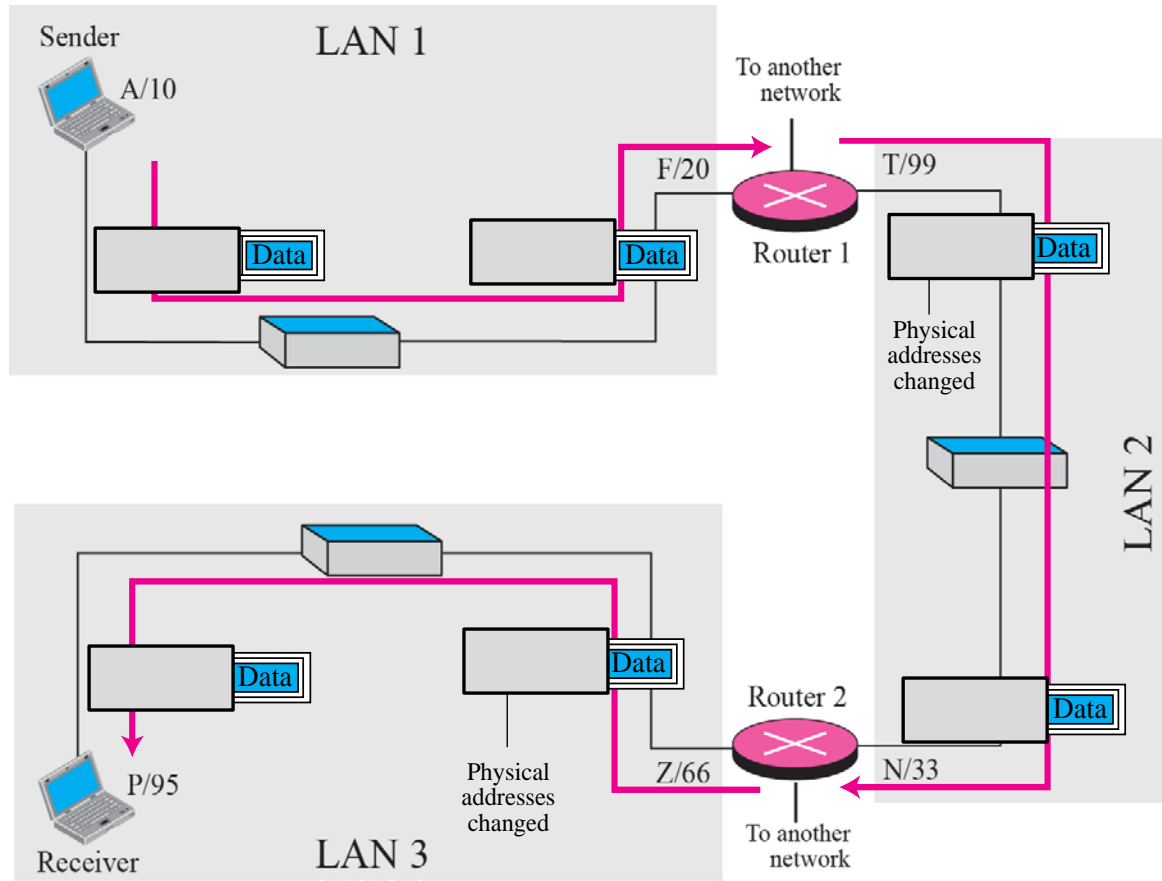 LAN 1
Sender
A/10
To another
network
F/20
T/99
Router 1
Data
Data
Data
Physical
addresses
changed
LAN 2
Data
Data
Data
Router 2
Z/66
N/33
Physical
addresses
changed
P/95
To another
network
Receiver
LAN 3